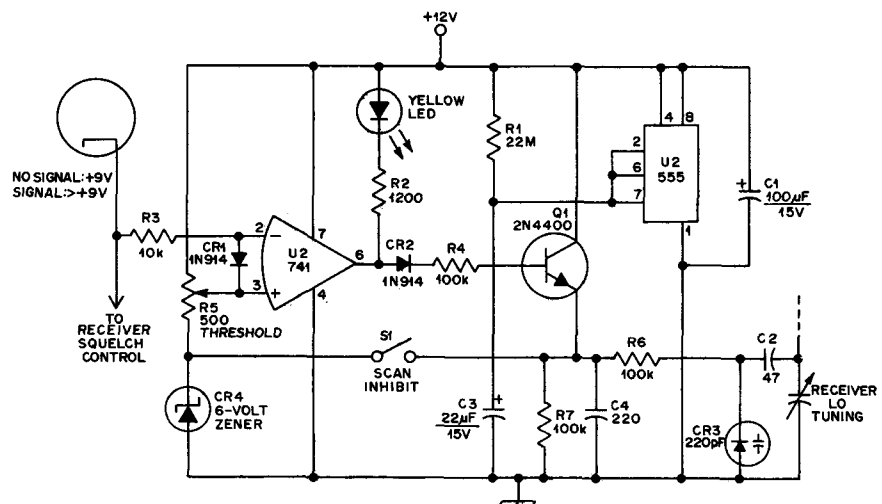 +12V
YELLOW
LED
R1
22M
4 8
2
6
7
U2
555
1
C1
100µF
15V
NO SIGNAL:+9V
SIGNAL:>+9V
R2
1200
Q1
2N4400
R3
10k
CR1
1N914
2 −
3 +
U2
741
7
6
4
CR2
1N914
R4
100k
R5
500
THRESHOLD
TO
RECEIVER
SQUELCH
CONTROL
S1
SCAN
INHIBIT
R6
100k
C2
47
CR4
6-VOLT
ZENER
C3
22µF
15V
+
R7
100k
C4
220
CR3
220pF
RECEIVER
LO
TUNING